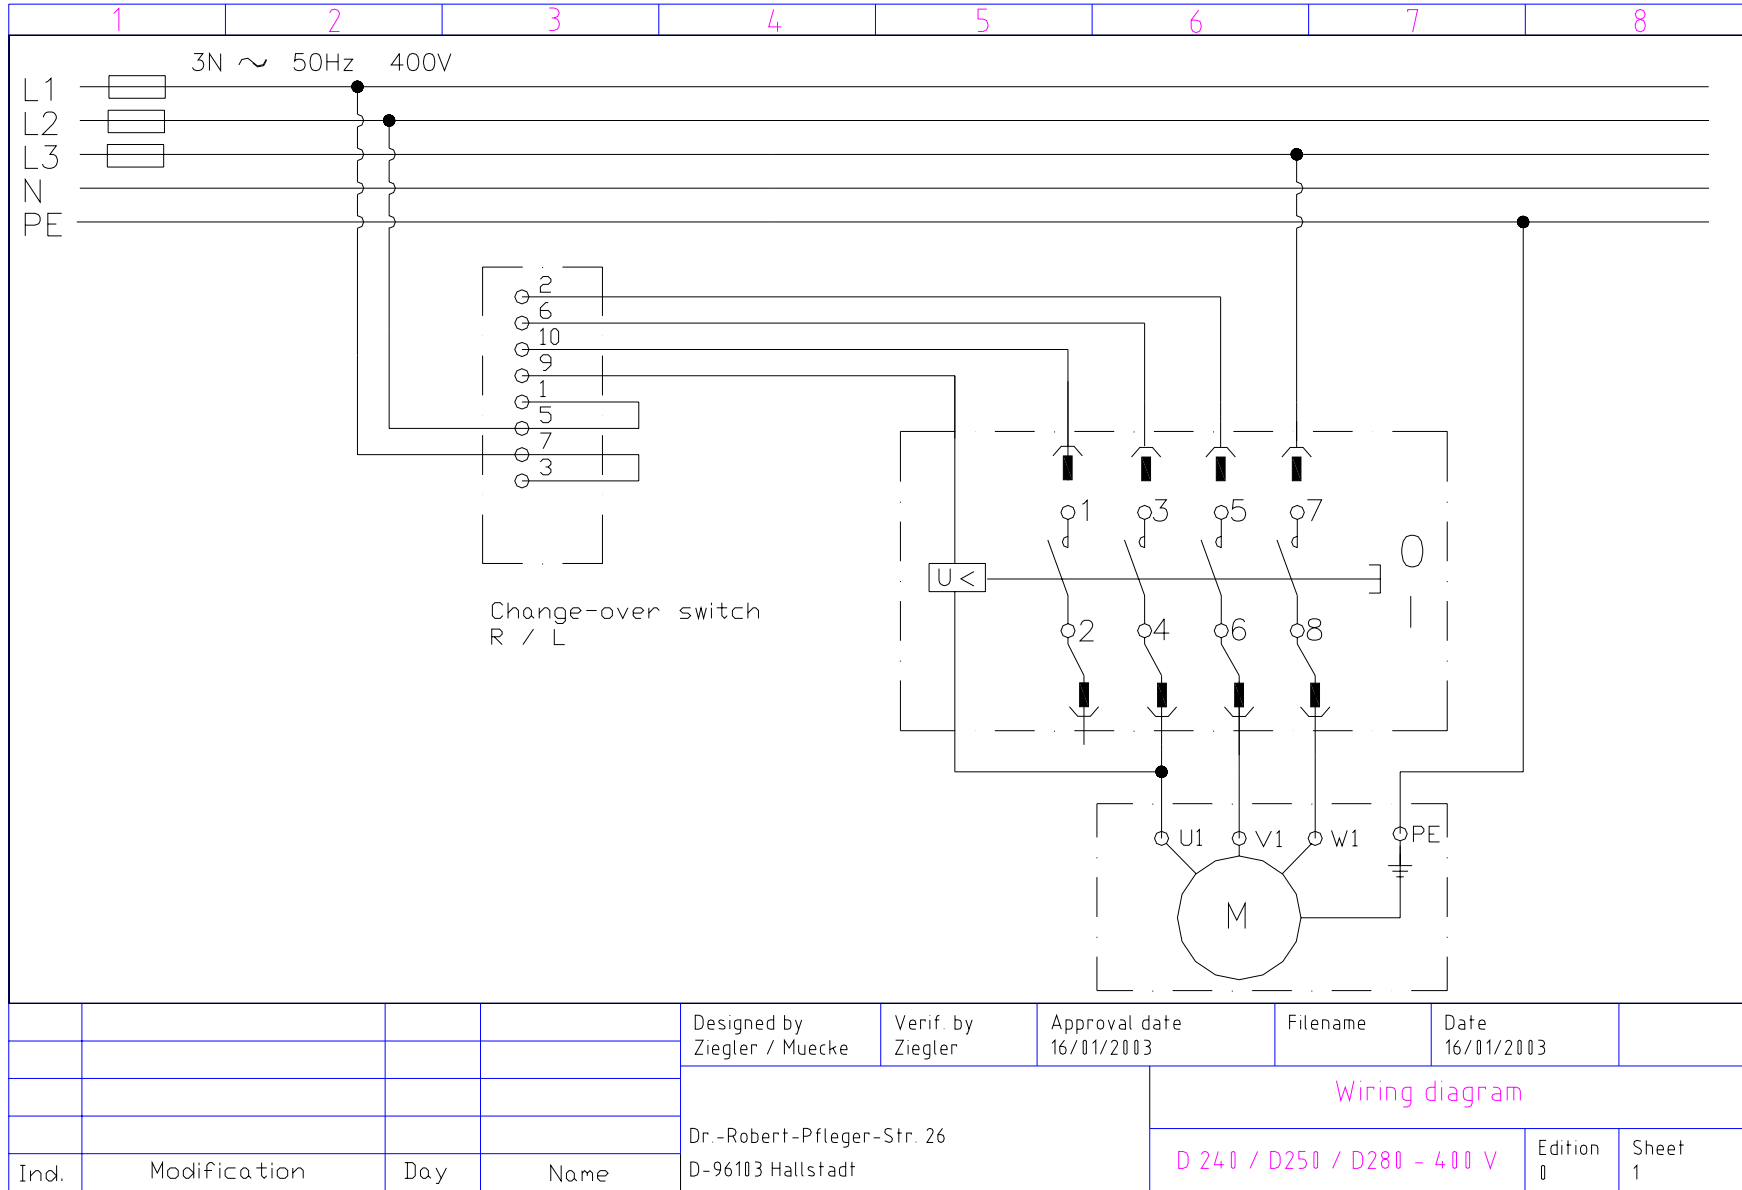 1 2 3 4 5 6 7 8
3N ~ 50Hz 400V
L1
L2
L3
N
PE
2
6
10
9
1
5
7
3
Change-over switch
R / L
1 3 5 7
U<
0
I
2 4 6 8
U1 V1 W1 PE
M
Designed by
Ziegler / Muecke
Verif. by
Ziegler
Approval date
16/01/2003
Filename
Date
16/01/2003
Wiring diagram
Dr.-Robert-Pfleger-Str. 26
D-96103 Hallstadt
D 240 / D250 / D280 - 400 V
Edition
0
Sheet
1
Ind. Modification Day Name